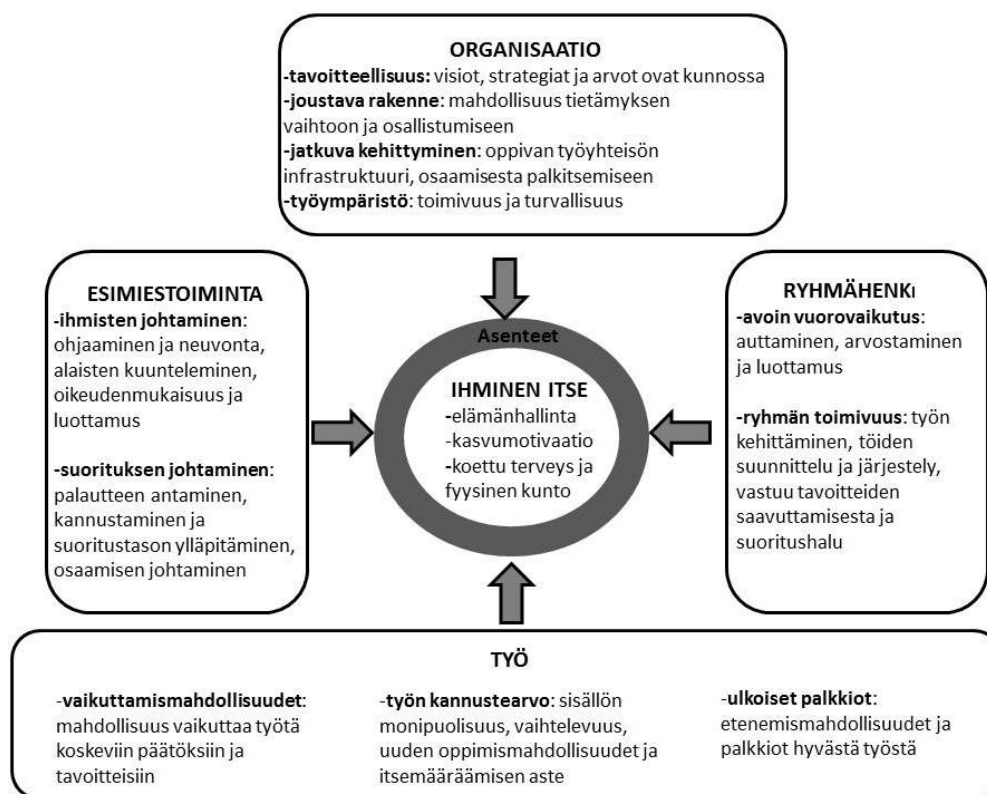 ORGANISAATIO
-tavoitteellisuus: visiot, strategiat ja arvot ovat kunnossa
-joustava rakenne: mahdollisuus tietämyksen
vaihtoon ja osallistumiseen
-jatkuva kehittyminen: oppivan työyhteisön
infrastruktuuri, osaamisesta palkitsemiseen
-työympäristö: toimivuus ja turvallisuus
ESIMIESTOIMINTA
-ihmisten johtaminen:
ohjaaminen ja neuvonta,
alaisten kuunteleminen,
oikeudenmukaisuus ja
luottamus
-suorituksen johtaminen:
palautteen antaminen,
kannustaminen ja
suoritustason ylläpitäminen,
osaamisen johtaminen
Asenteet
IHMINEN ITSE
-elämänhallinta
-kasvumotivaatio
-koettu terveys ja
fyysinen kunto
RYHMÄHENKI
-avoin vuorovaikutus:
auttaminen, arvostaminen
ja luottamus
-ryhmän toimivuus: työn
kehittäminen, töiden
suunnittelu ja järjestely,
vastuu tavoitteiden
saavuttamisesta ja
suoritushalu
TYÖ
-vaikuttamismahdollisuudet:
mahdollisuus vaikuttaa työtä
koskeviin päätöksiin ja
tavoitteisiin
-työn kannustearvo: sisällön
monipuolisuus, vaihtelevuus,
uuden oppimismahdollisuudet ja
itsemääräämisen aste
-ulkoiset palkkiot:
etenemismahdollisuudet ja
palkkiot hyvästä työstä